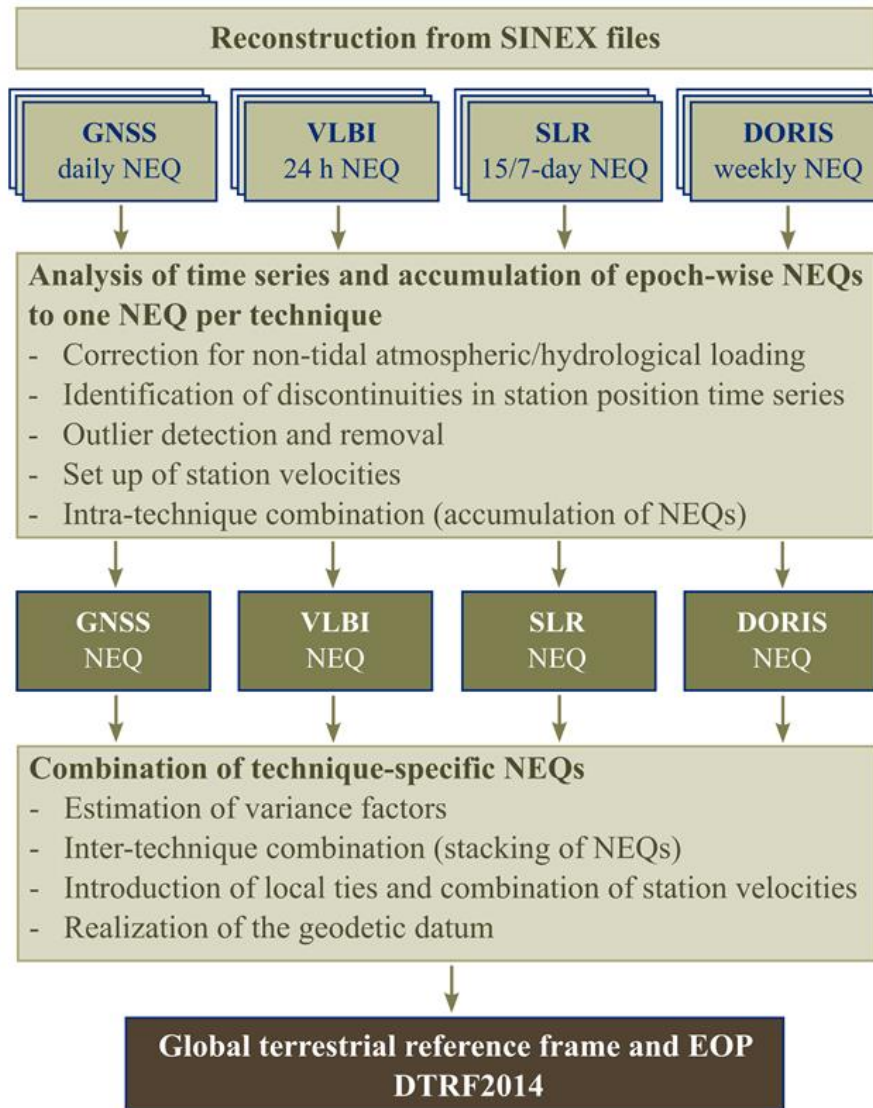 Reconstruction from SINEX files
GNSS
daily NEQ
VLBI
24 h NEQ
SLR
15/7-day NEQ
DORIS
weekly NEQ
Analysis of time series and accumulation of epoch-wise NEQs
to one NEQ per technique
- Correction for non-tidal atmospheric/hydrological loading
- Identification of discontinuities in station position time series
- Outlier detection and removal
- Set up of station velocities
- Intra-technique combination (accumulation of NEQs)
GNSS
NEQ
VLBI
NEQ
SLR
NEQ
DORIS
NEQ
Combination of technique-specific NEQs
- Estimation of variance factors
- Inter-technique combination (stacking of NEQs)
- Introduction of local ties and combination of station velocities
- Realization of the geodetic datum
Global terrestrial reference frame and EOP
DTRF2014